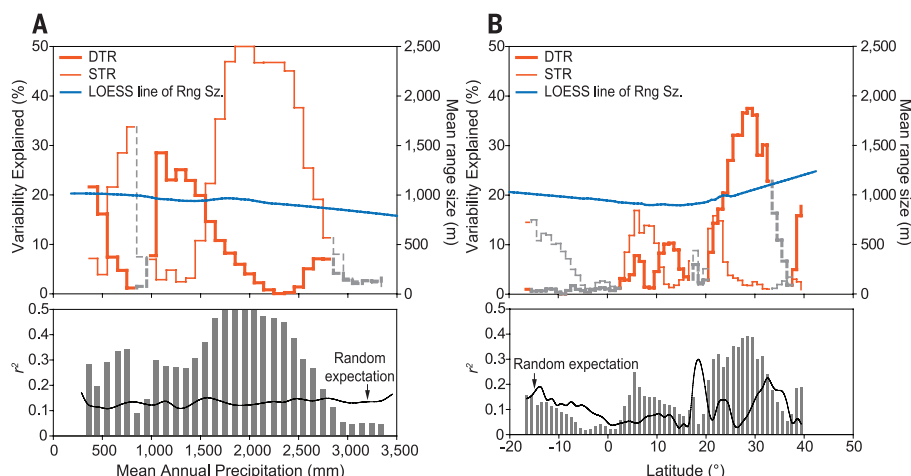 A
50
40
30
20
10
0
Variability Explained (%)
DTR
STR
LOESS line of Rng Sz.
2,500
2,000
1,500
1,000
500
0
Mean range size (m)
0.5
0.4
0.3
0.2
0.1
0
r²
Random
expectation
0
500
1,000
1,500
2,000
2,500
3,000
3,500
Mean Annual Precipitation (mm)
B
50
40
30
20
10
0
Variability Explained (%)
DTR
STR
LOESS line of Rng Sz.
2,500
2,000
1,500
1,000
500
0
Mean range size (m)
0.5
0.4
0.3
0.2
0.1
0
r²
Random expectation
-20
-10
0
10
20
30
40
50
Latitude (°)